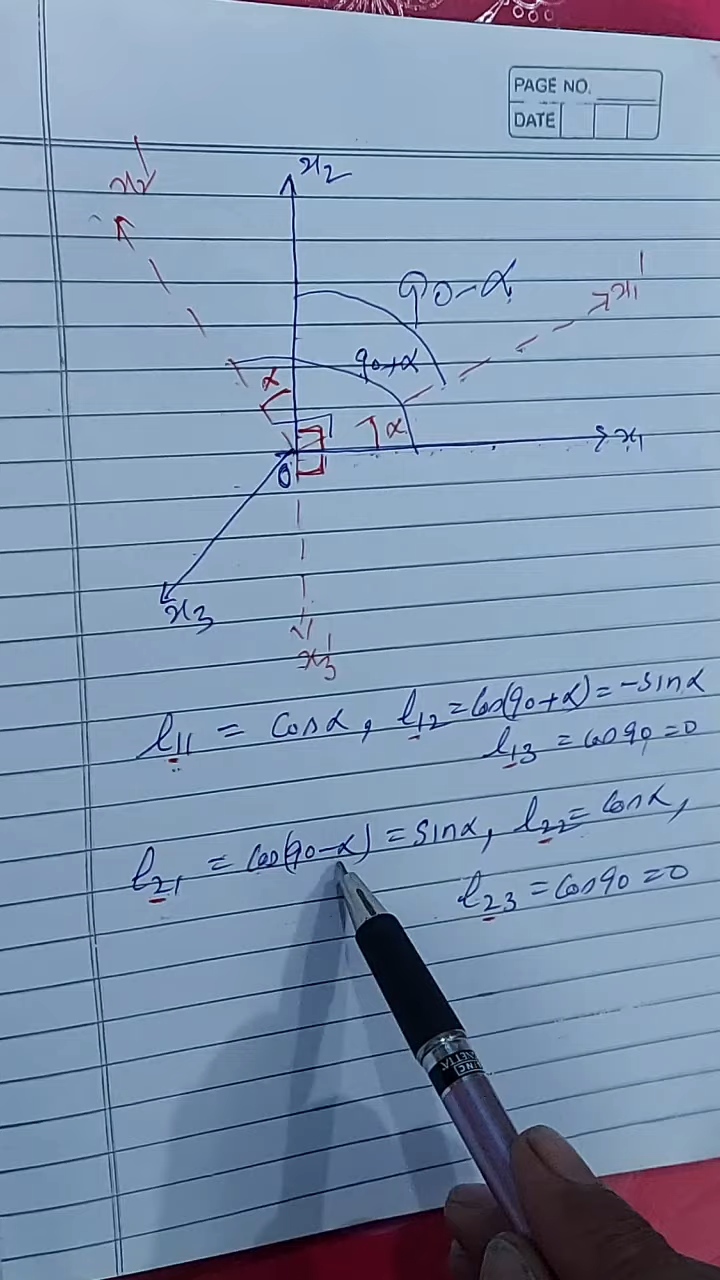 PAGE NO.
DATE
x₂
x₂'
x₁'
90-α
90+α
α
α
x₁
O
x₃
x₃'
l₁₁ = Cosα, l₁₂ = Cos(90+α) = -sinα
l₁₃ = cos90 = 0
l₂₁ = cos(90-α) = sinα, l₂₂ = Cosα,
l₂₃ = cos90 = 0